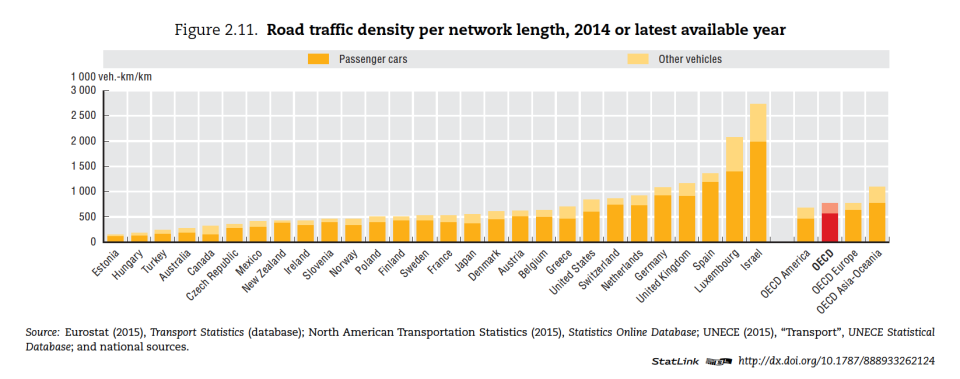 Figure 2.11. Road traffic density per network length, 2014 or latest available year
Passenger cars
Other vehicles
1 000 veh.-km/km
3 000
2 500
2 000
1 500
1 000
500
0
Estonia
Hungary
Turkey
Australia
Canada
Czech Republic
Mexico
New Zealand
Ireland
Slovenia
Norway
Poland
Finland
Sweden
France
Japan
Denmark
Austria
Belgium
Greece
United States
Switzerland
Netherlands
Germany
United Kingdom
Spain
Luxembourg
Israel
OECD America
OECD
OECD Europe
OECD Asia-Oceania
Source: Eurostat (2015), Transport Statistics (database); North American Transportation Statistics (2015), Statistics Online Database; UNECE (2015), “Transport”, UNECE Statistical
Database; and national sources.
StatLink http://dx.doi.org/10.1787/888933262124